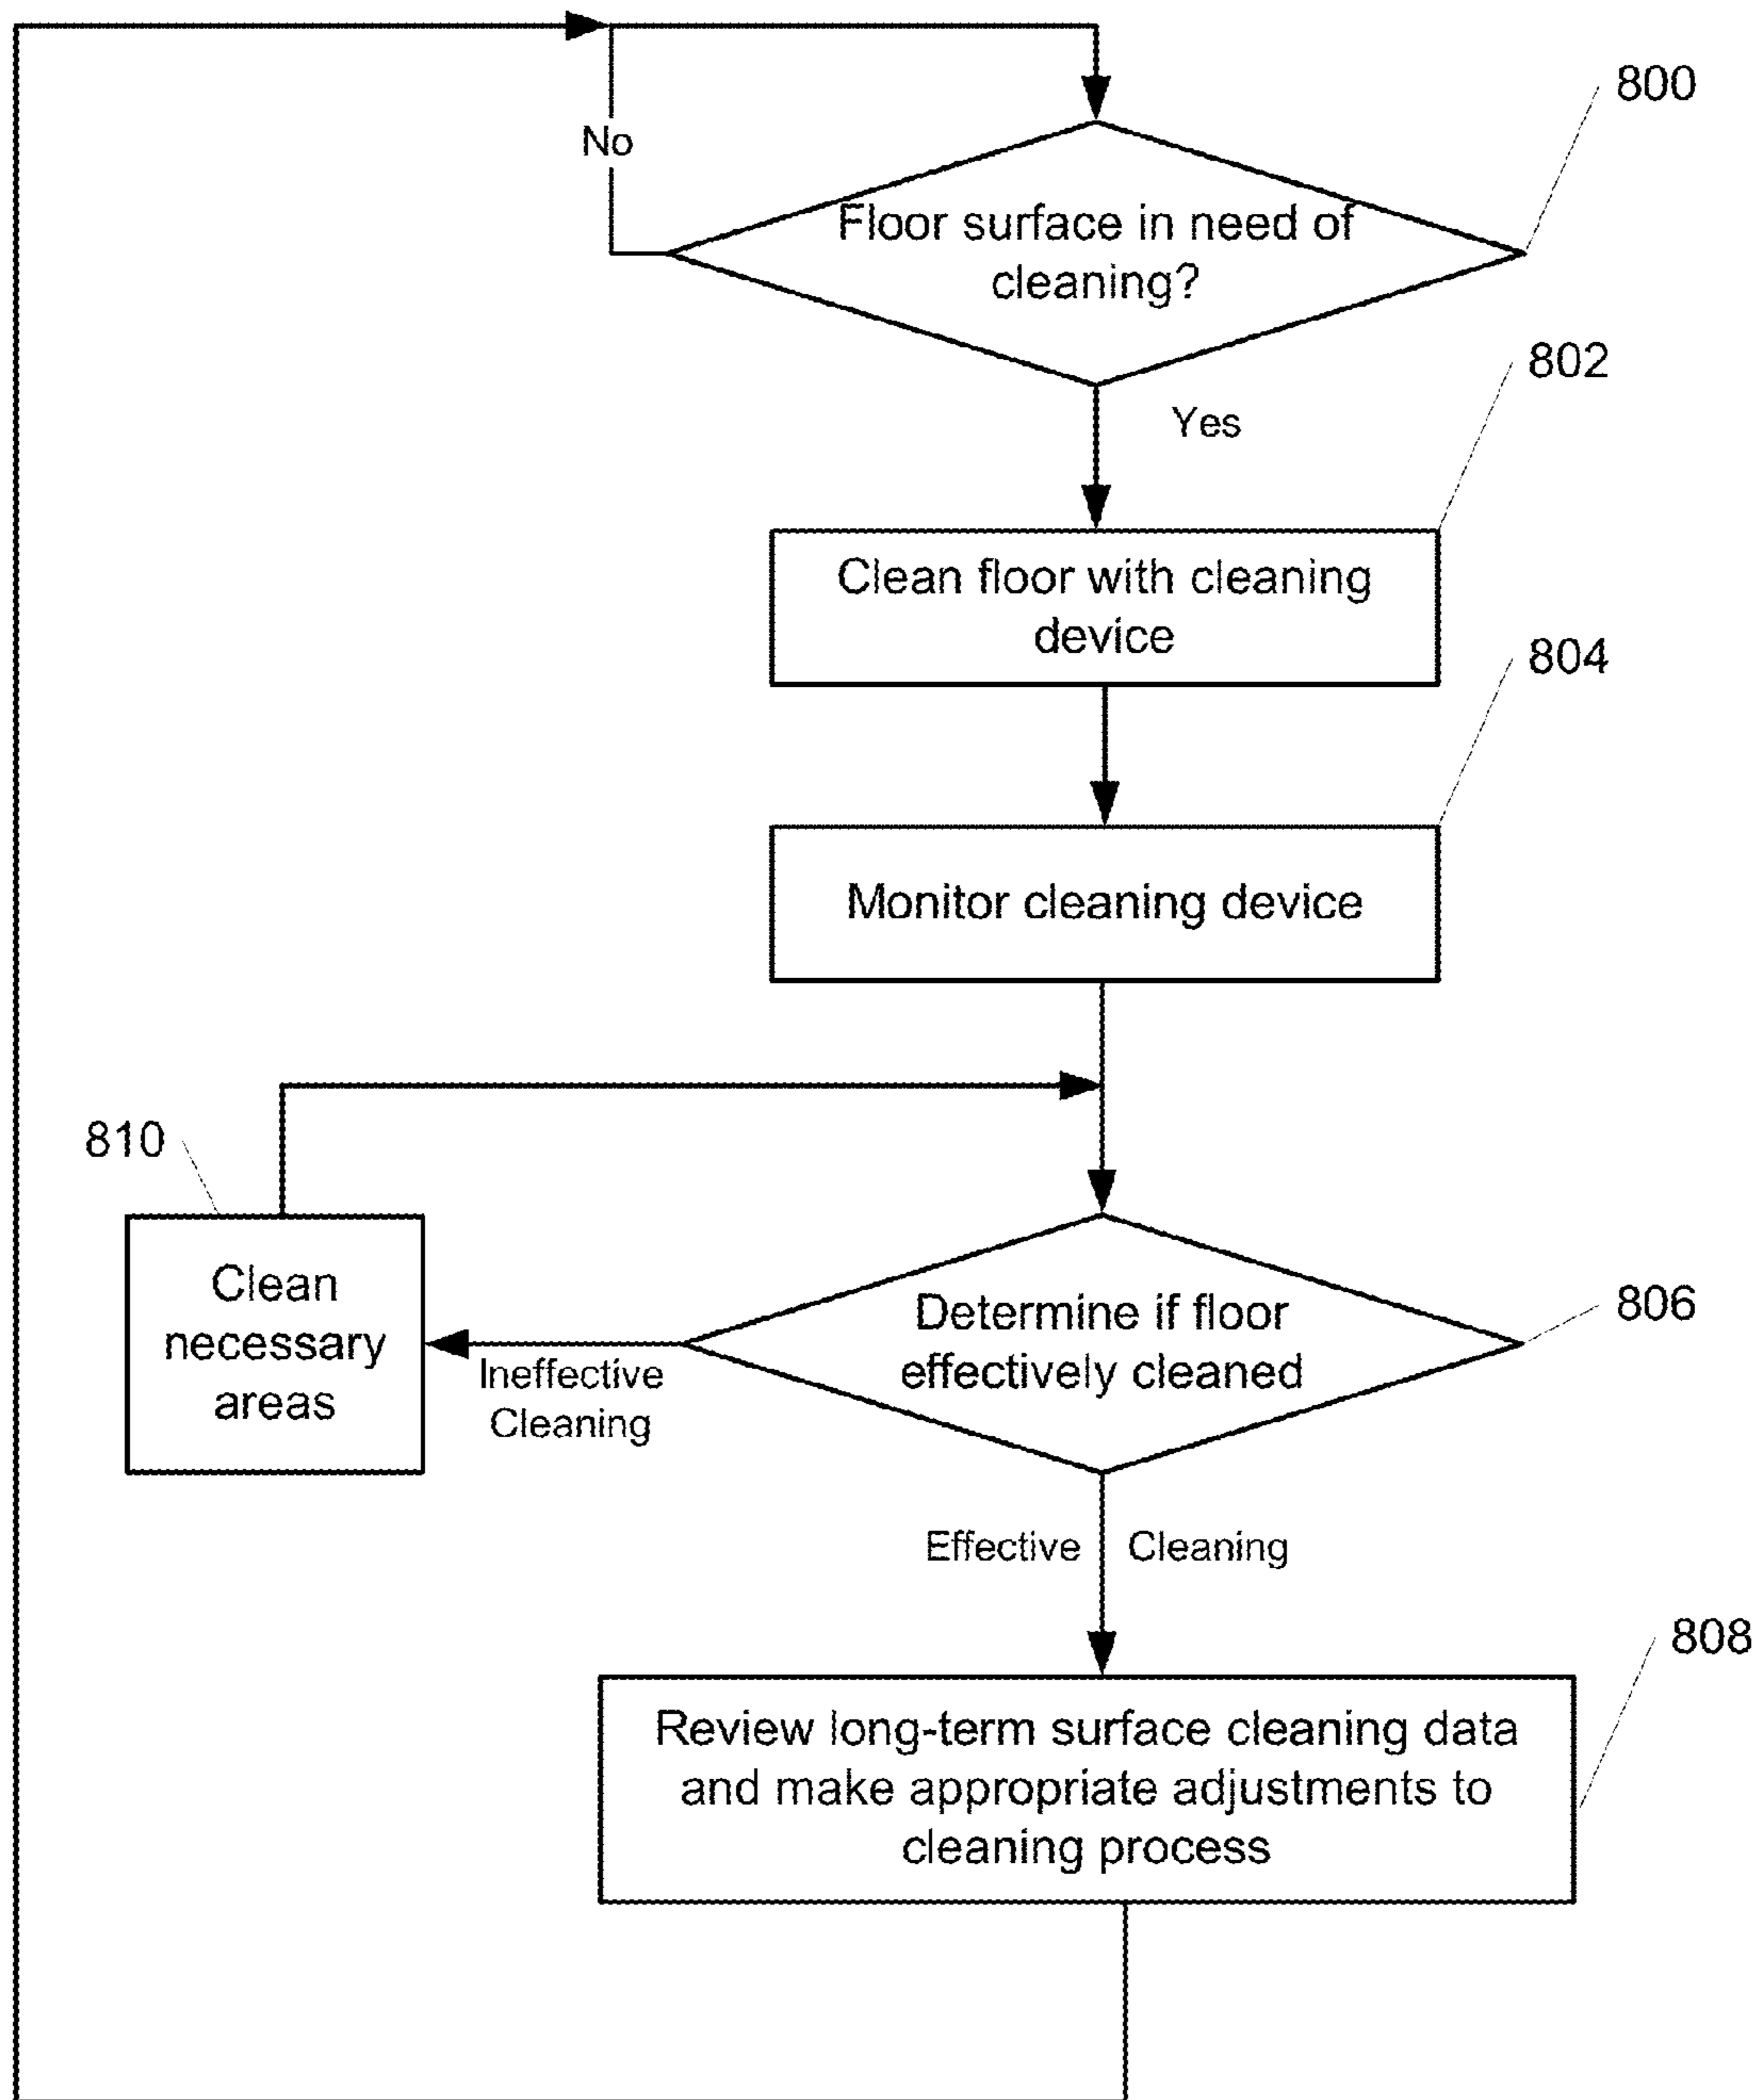 800
No
Floor surface in need of
cleaning?
802
Yes
Clean floor with cleaning
device
804
Monitor cleaning device
810
Clean
necessary
areas
Ineffective
Cleaning
Determine if floor
effectively cleaned
806
Effective Cleaning
808
Review long-term surface cleaning data
and make appropriate adjustments to
cleaning process